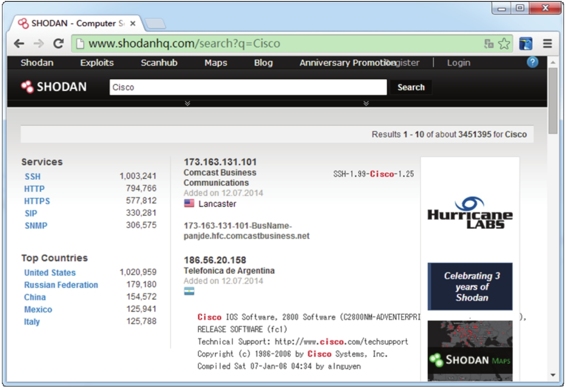 SHODAN - Computer S
www.shodanhq.com/search?q=Cisco
Shodan Exploits Scanhub Maps Blog Anniversary Promotion Register | Login ?
SHODAN Cisco Search
Results 1 - 10 of about 3451395 for Cisco
Services
SSH 1,003,241
HTTP 794,766
HTTPS 577,812
SIP 330,281
SNMP 306,575
Top Countries
United States 1,020,959
Russian Federation 179,180
China 154,572
Mexico 125,941
Italy 125,788
173.163.131.101
Comcast Business
Communications
Added on 12.07.2014
Lancaster
173-163-131-101-BusName-
panjde.hfc.comcastbusiness.net
SSH-1.99-Cisco-1.25
186.56.20.158
Telefonica de Argentina
Added on 12.07.2014
Cisco IOS Software, 2800 Software (C2800NM-ADVENTERPRI ),
RELEASE SOFTWARE (fc1)
Technical Support: http://www.cisco.com/techsupport
Copyright (c) 1986-2006 by Cisco Systems, Inc.
Compiled Sat 07-Jan-06 04:34 by alnguyen
Hurricane
LABS
Celebrating 3
years of
Shodan
SHODAN MAPS